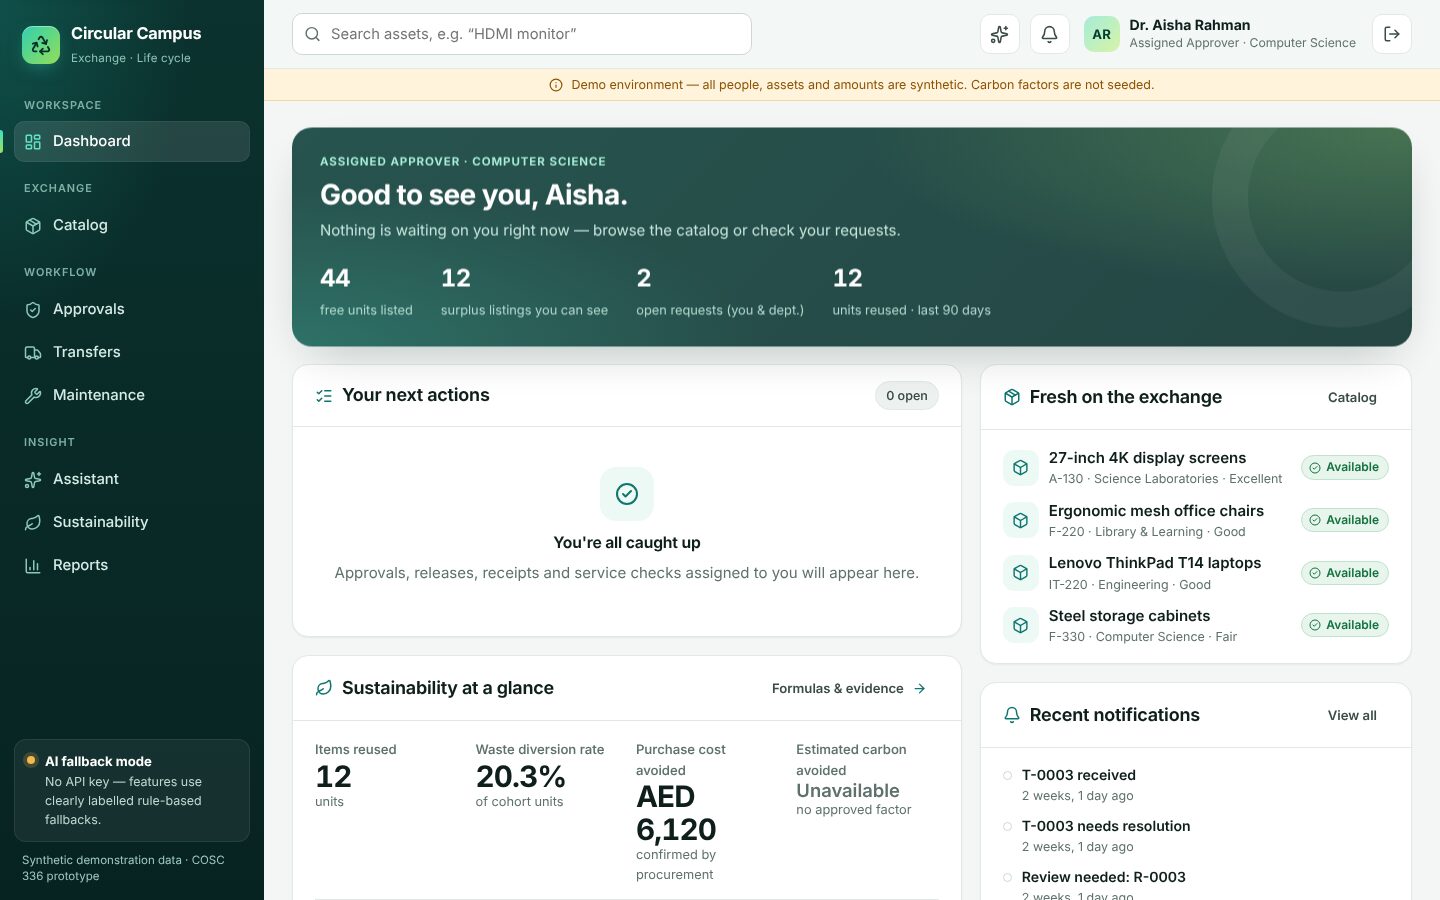 Circular Campus
Exchange · Life cycle
WORKSPACE
Dashboard
EXCHANGE
Catalog
WORKFLOW
Approvals
Transfers
Maintenance
INSIGHT
Assistant
Sustainability
Reports
AI fallback mode
No API key — features use
clearly labelled rule-based
fallbacks.
Synthetic demonstration data · COSC
336 prototype
Search assets, e.g. “HDMI monitor”
AR
Dr. Aisha Rahman
Assigned Approver · Computer Science
Demo environment — all people, assets and amounts are synthetic. Carbon factors are not seeded.
ASSIGNED APPROVER · COMPUTER SCIENCE
Good to see you, Aisha.
Nothing is waiting on you right now — browse the catalog or check your requests.
44
free units listed
12
surplus listings you can see
2
open requests (you & dept.)
12
units reused · last 90 days
Your next actions
0 open
You're all caught up
Approvals, releases, receipts and service checks assigned to you will appear here.
Sustainability at a glance
Formulas & evidence
Items reused
12
units
Waste diversion rate
20.3%
of cohort units
Purchase cost
avoided
AED
6,120
confirmed by
procurement
Estimated carbon
avoided
Unavailable
no approved factor
Fresh on the exchange
Catalog
27-inch 4K display screens
A-130 · Science Laboratories · Excellent
Available
Ergonomic mesh office chairs
F-220 · Library & Learning · Good
Available
Lenovo ThinkPad T14 laptops
IT-220 · Engineering · Good
Available
Steel storage cabinets
F-330 · Computer Science · Fair
Available
Recent notifications
View all
T-0003 received
2 weeks, 1 day ago
T-0003 needs resolution
2 weeks, 1 day ago
Review needed: R-0003
2 weeks, 1 day ago